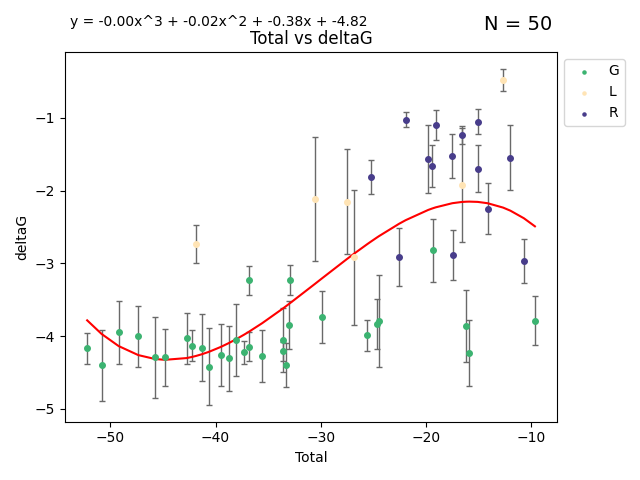 y = -0.00x^3 + -0.02x^2 + -0.38x + -4.82
N = 50
Total vs deltaG
G
L
R
−1
−2
−3
−4
−5
deltaG
−50
−40
−30
−20
−10
Total